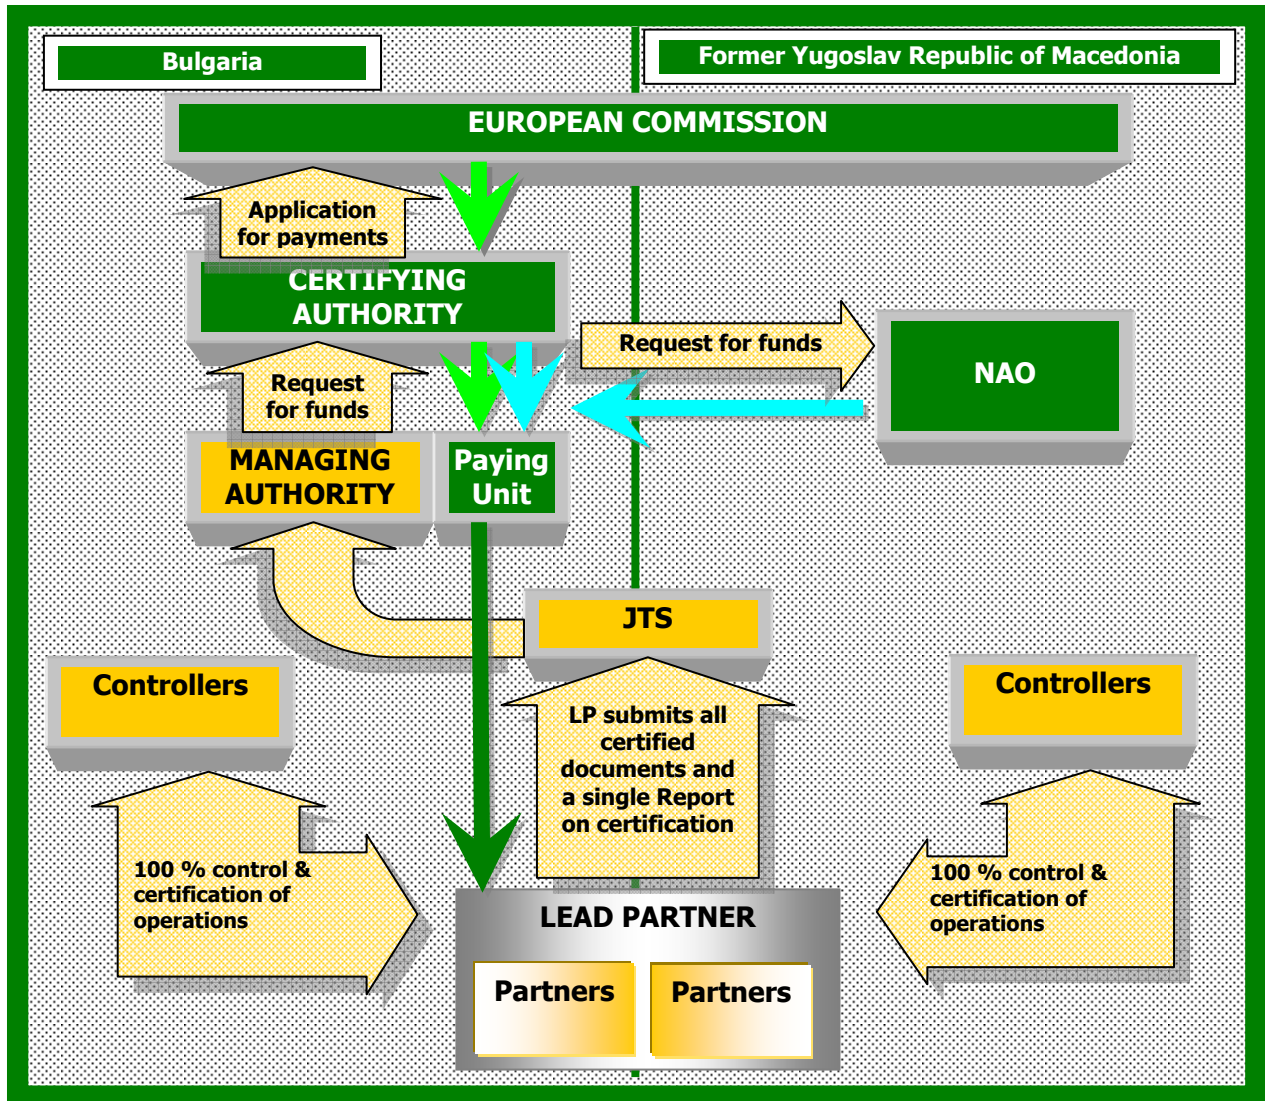 Bulgaria
Former Yugoslav Republic of Macedonia
EUROPEAN COMMISSION
Application
for payments
CERTIFYING
AUTHORITY
Request for funds
NAO
Request
for funds
MANAGING
AUTHORITY
Paying
Unit
JTS
Controllers
Controllers
LP submits all
certified
documents and
a single Report
on certification
100 % control &
certification of
operations
100 % control &
certification of
operations
LEAD PARTNER
Partners
Partners